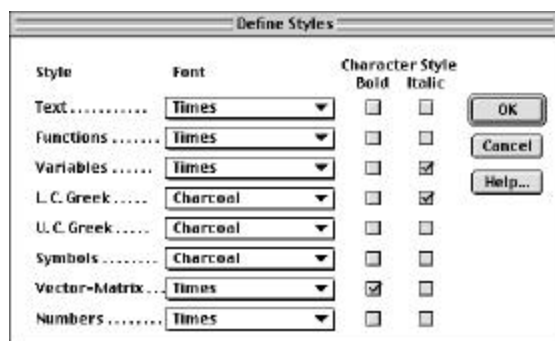 Define Styles
Style Font Character Style
Bold Italic
Text........... Times OK
Functions ....... Times
Cancel
Variables ...... Times
Help...
L.C. Greek ..... Charcoal
U.C. Greek ..... Charcoal
Symbols ........ Charcoal
Vector-Matrix ... Times
Numbers ........ Times